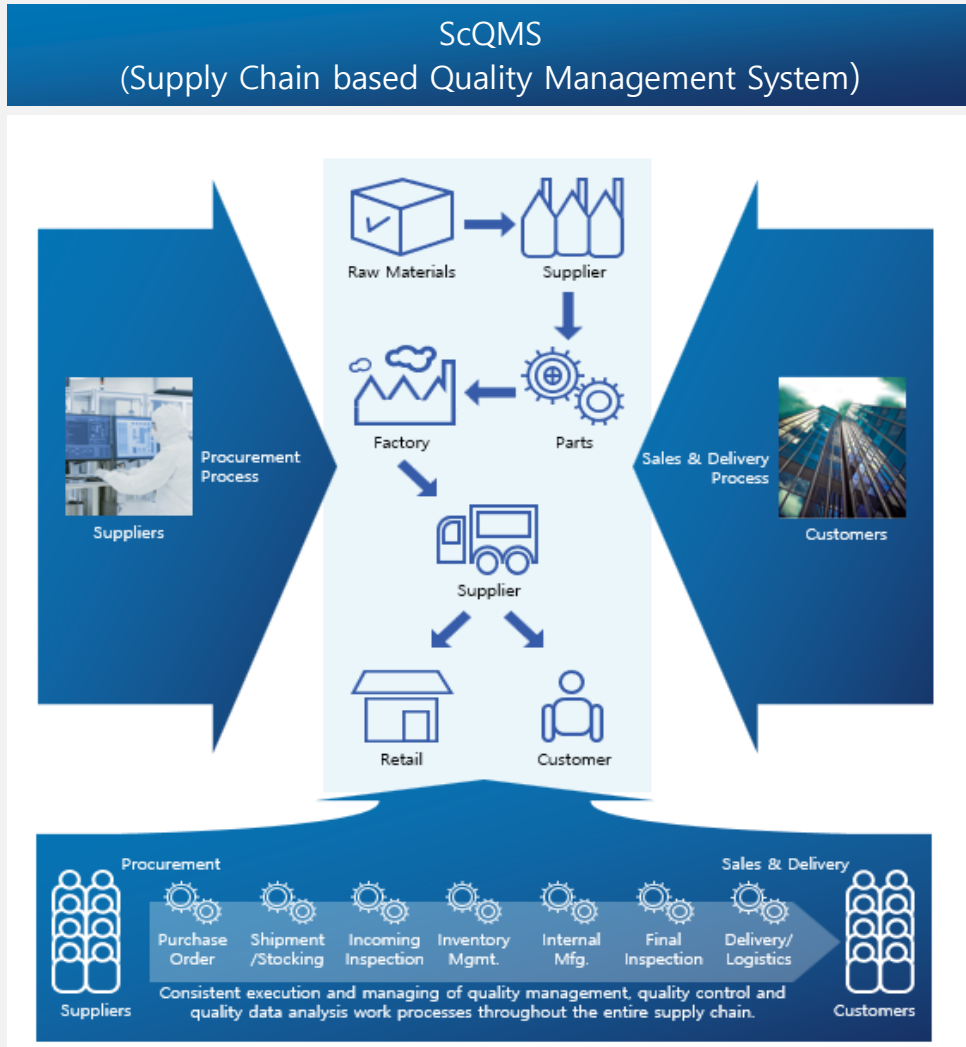 ScQMS
(Supply Chain based Quality Management System)
Raw Materials
Supplier
Factory
Parts
Procurement
Process
Suppliers
Sales & Delivery
Process
Customers
Supplier
Retail
Customer
Procurement
Sales & Delivery
Purchase
Order
Shipment
/Stocking
Incoming
Inspection
Inventory
Mgmt.
Internal
Mfg.
Final
Inspection
Delivery/
Logistics
Suppliers
Customers
Consistent execution and managing of quality management, quality control and
quality data analysis work processes throughout the entire supply chain.